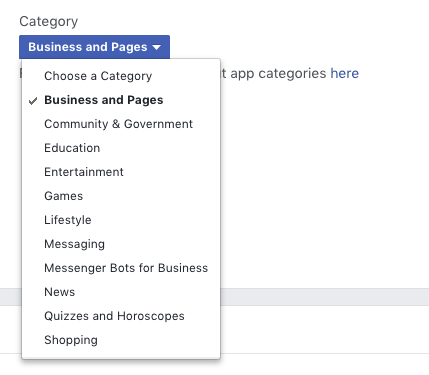 Category
Business and Pages
t app categories here
Choose a Category
Business and Pages
Community & Government
Education
Entertainment
Games
Lifestyle
Messaging
Messenger Bots for Business
News
Quizzes and Horoscopes
Shopping